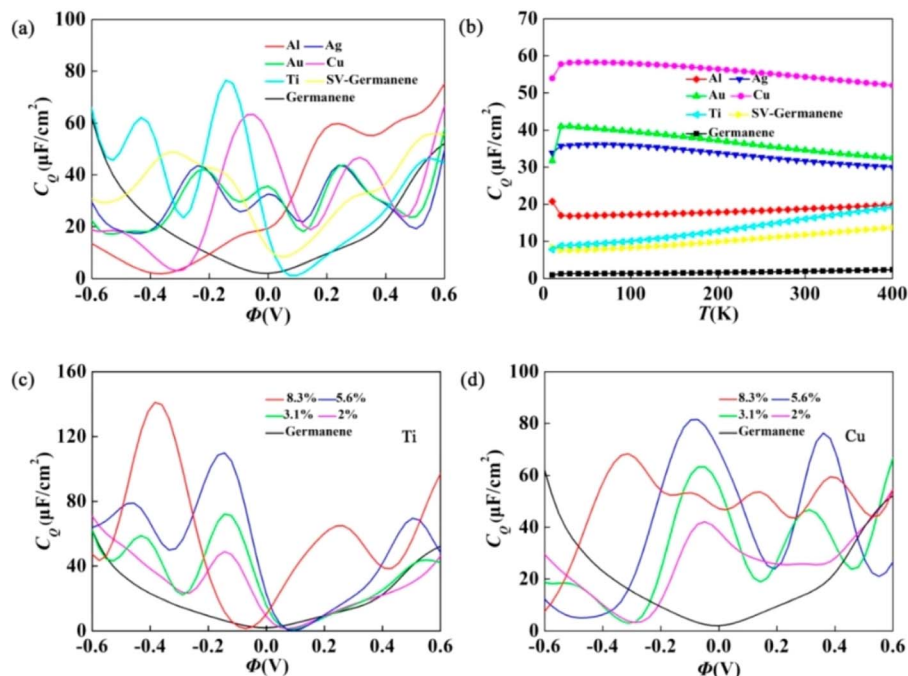 (a)
100
80
60
40
20
0
C_Q (μF/cm²)
Al Ag
Au Cu
Ti SV-Germanene
Germanene
-0.6 -0.4 -0.2 0.0 0.2 0.4 0.6
Φ(V)
(b)
60
50
40
30
20
10
0
C_Q (μF/cm²)
Al Ag
Au Cu
Ti SV-Germanene
Germanene
0 100 200 300 400
T(K)
(c)
160
120
80
40
0
C_Q (μF/cm²)
8.3% 5.6%
3.1% 2%
Germanene
Ti
-0.6 -0.4 -0.2 0.0 0.2 0.4 0.6
Φ(V)
(d)
100
80
60
40
20
0
C_Q (μF/cm²)
8.3% 5.6%
3.1% 2%
Germanene
Cu
-0.6 -0.4 -0.2 0.0 0.2 0.4 0.6
Φ(V)